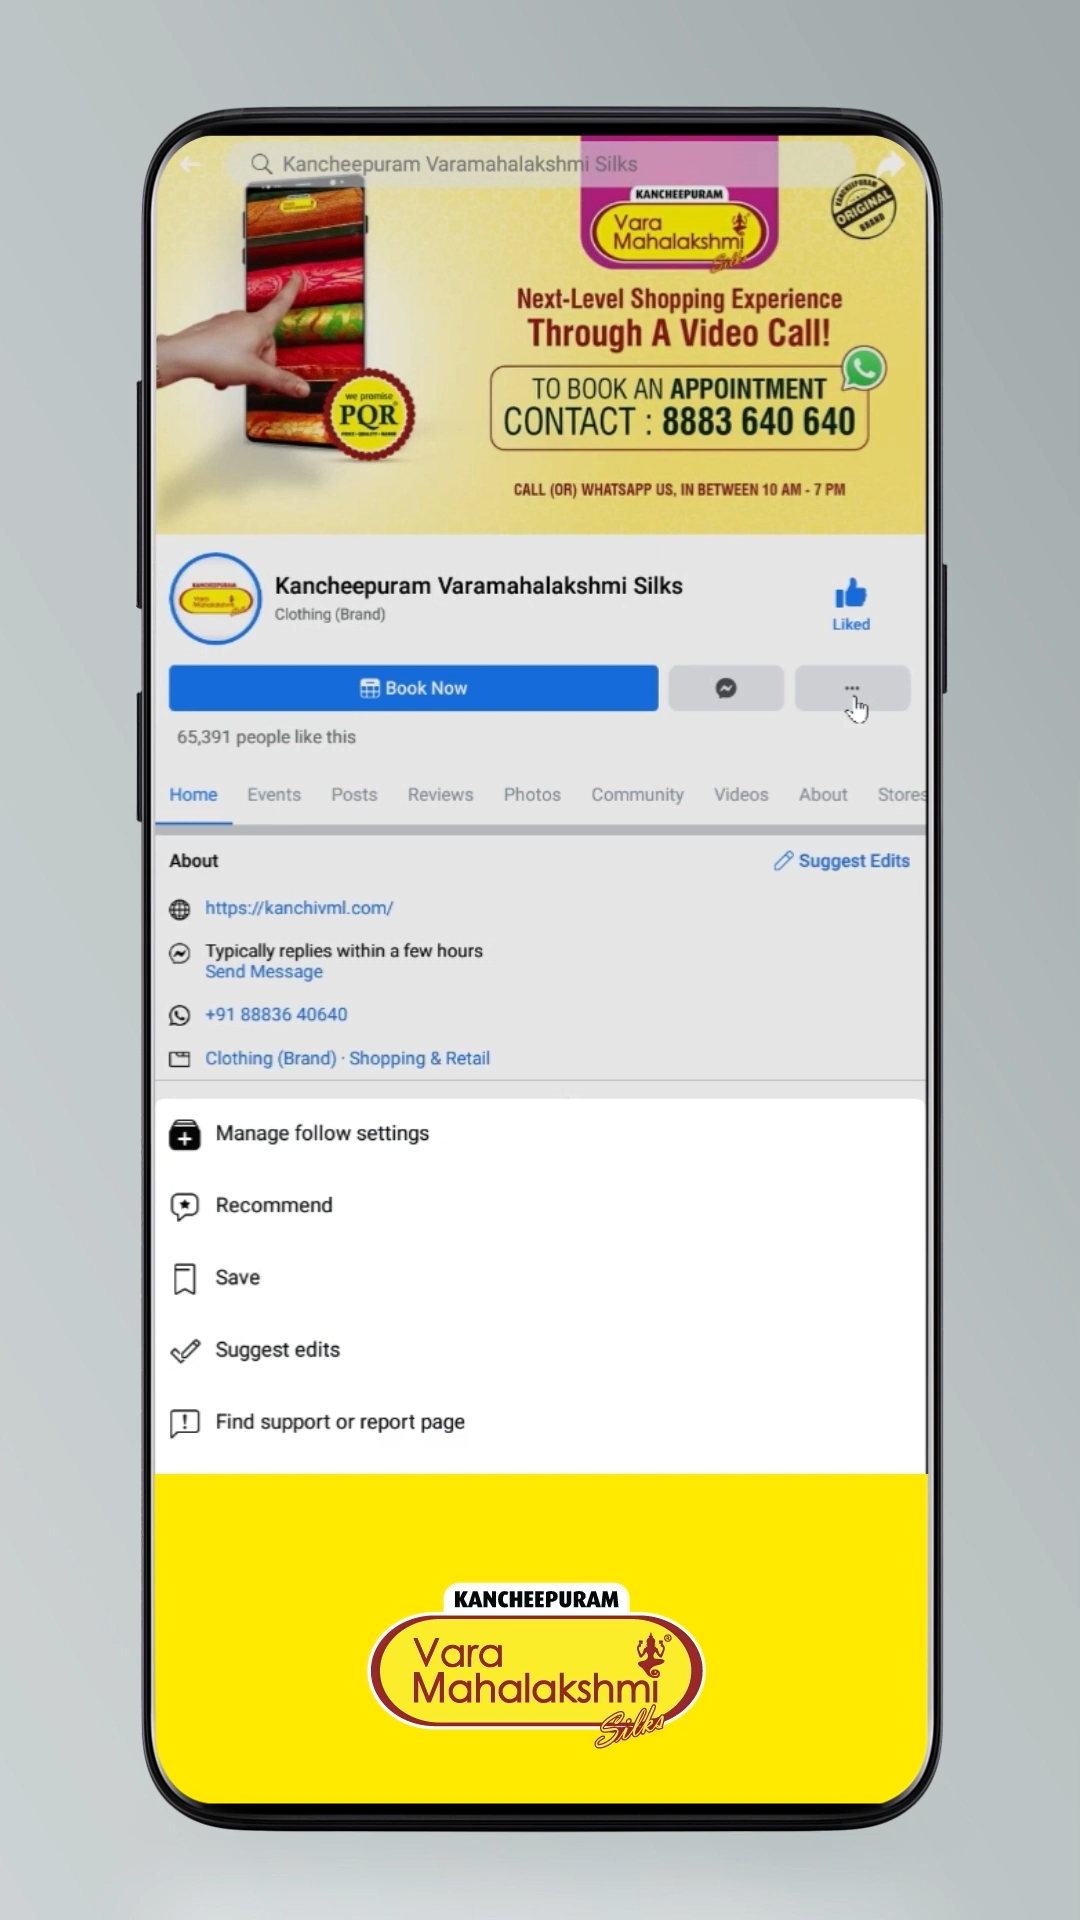 Kancheepuram Varamahalakshmi Silks
KANCHEEPURAM
Vara
Mahalakshmi
Silks
KANCHEEPURAM
ORIGINAL
BRAND
Next-Level Shopping Experience
Through A Video Call!
TO BOOK AN APPOINTMENT
CONTACT : 8883 640 640
CALL (OR) WHATSAPP US, IN BETWEEN 10 AM - 7 PM
we promise
PQR
Kancheepuram Varamahalakshmi Silks
Clothing (Brand)
Liked
Book Now
65,391 people like this
Home Events Posts Reviews Photos Community Videos About Stores
About
Suggest Edits
https://kanchivml.com/
Typically replies within a few hours
Send Message
+91 88836 40640
Clothing (Brand) · Shopping & Retail
Manage follow settings
Recommend
Save
Suggest edits
Find support or report page
KANCHEEPURAM
Vara
Mahalakshmi
®
Silks